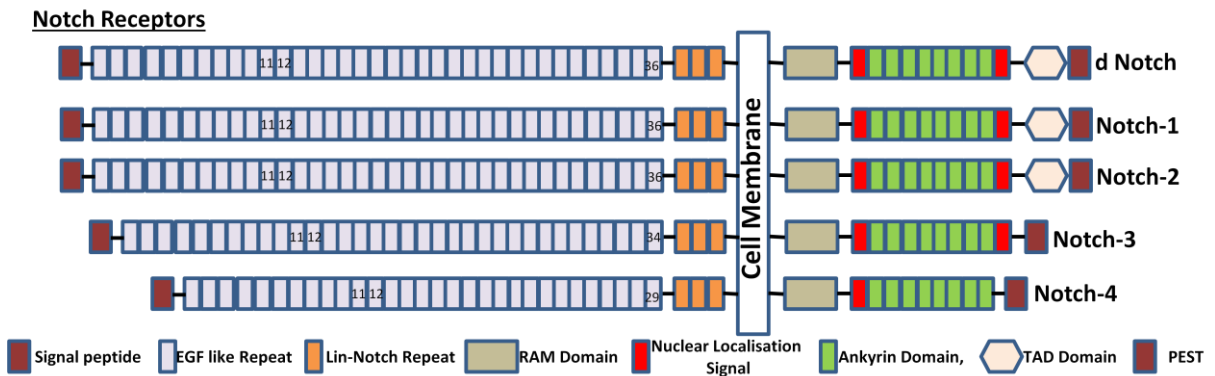 Notch Receptors
11 12 36 d Notch
11 12 36 Notch-1
11 12 36 Notch-2
11 12 34 Notch-3
11 12 29 Notch-4
Cell Membrane
Signal peptide EGF like Repeat Lin-Notch Repeat RAM Domain Nuclear Localisation Signal Ankyrin Domain, TAD Domain PEST